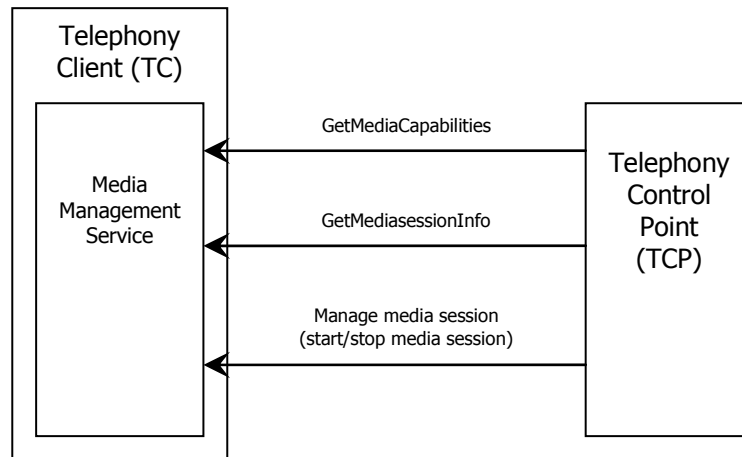 Telephony
Client (TC)
Media
Management
Service
GetMediaCapabilities
GetMediasessionInfo
Manage media session
(start/stop media session)
Telephony
Control
Point
(TCP)